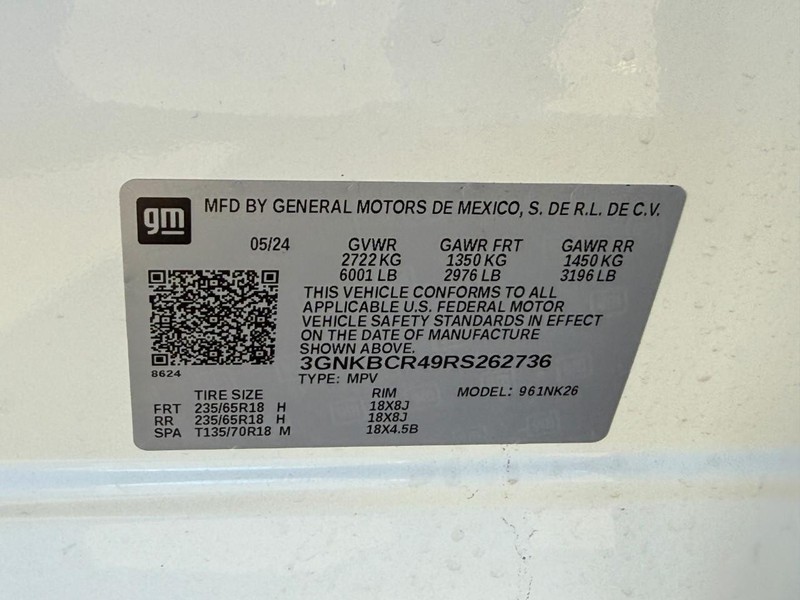 gm MFD BY GENERAL MOTORS DE MEXICO, S. DE R.L. DE C.V.
05/24 GVWR GAWR FRT GAWR RR
2722 KG 1350 KG 1450 KG
6001 LB 2976 LB 3196 LB
THIS VEHICLE CONFORMS TO ALL
APPLICABLE U.S. FEDERAL MOTOR
VEHICLE SAFETY STANDARDS IN EFFECT
ON THE DATE OF MANUFACTURE
SHOWN ABOVE.
3GNKBCR49RS262736
8624
TYPE: MPV
TIRE SIZE RIM MODEL: 961NK26
FRT 235/65R18 H 18X8J
RR 235/65R18 H 18X8J
SPA T135/70R18 M 18X4.5B